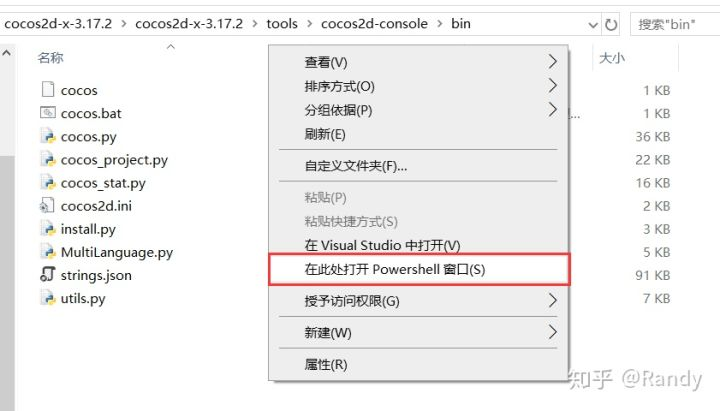 cocos2d-x-3.17.2 > cocos2d-x-3.17.2 > tools > cocos2d-console > bin 搜索"bin"
名称 大小
cocos 1 KB
cocos.bat ... 1 KB
cocos.py 36 KB
cocos_project.py 22 KB
cocos_stat.py 16 KB
cocos2d.ini 2 KB
install.py 3 KB
MultiLanguage.py 5 KB
strings.json 91 KB
utils.py 7 KB
查看(V)
排序方式(O)
分组依据(P)
刷新(E)
自定义文件夹(F)...
粘贴(P)
粘贴快捷方式(S)
在 Visual Studio 中打开(V)
在此处打开 Powershell 窗口(S)
授予访问权限(G)
新建(W)
属性(R)
知乎 @Randy